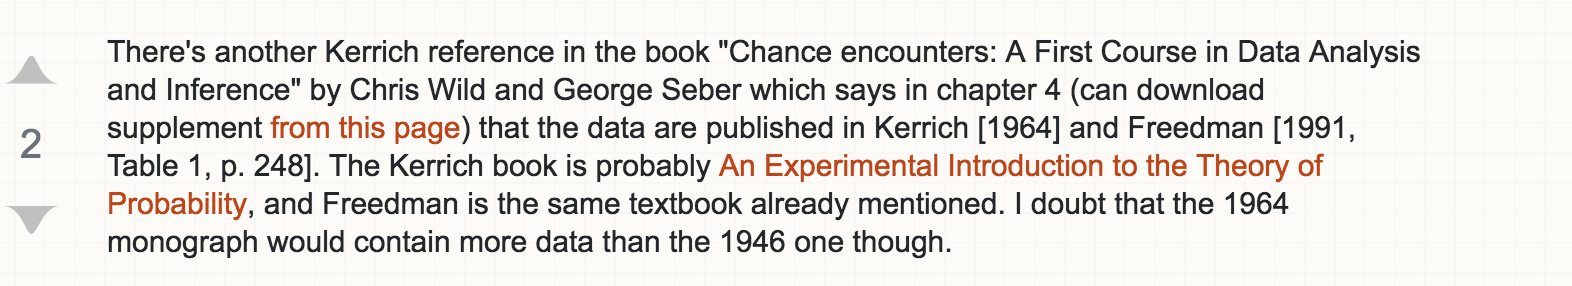 There's another Kerrich reference in the book "Chance encounters: A First Course in Data Analysis
and Inference" by Chris Wild and George Seber which says in chapter 4 (can download
supplement from this page) that the data are published in Kerrich [1964] and Freedman [1991,
2
Table 1, p. 248]. The Kerrich book is probably An Experimental Introduction to the Theory of
Probability, and Freedman is the same textbook already mentioned. I doubt that the 1964
monograph would contain more data than the 1946 one though.